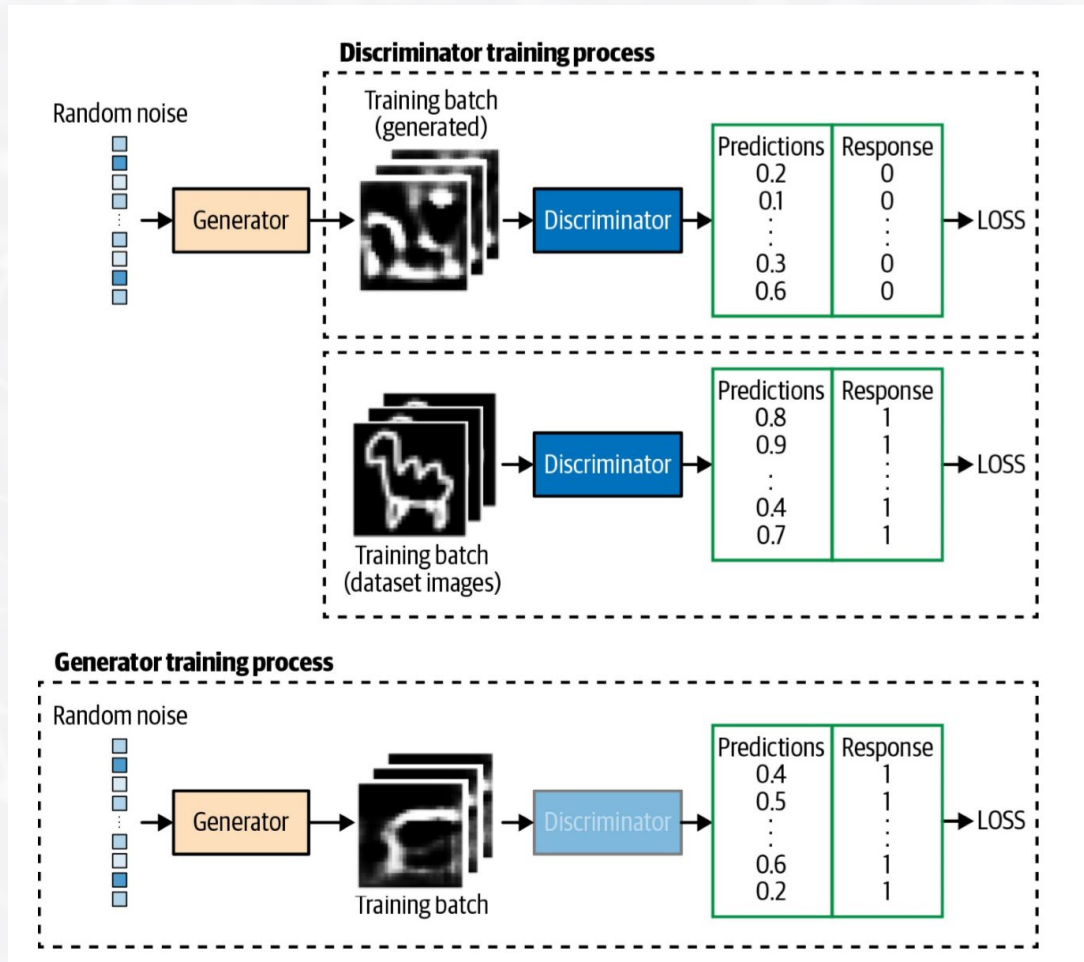 Discriminator training process
Random noise
Training batch
(generated)
Generator
Discriminator
Predictions Response
0.2 0
0.1 0
. .
. .
. .
0.3 0
0.6 0
LOSS
Training batch
(dataset images)
Discriminator
Predictions Response
0.8 1
0.9 1
. .
. .
. .
0.4 1
0.7 1
LOSS
Generator training process
Random noise
Generator
Training batch
Discriminator
Predictions Response
0.4 1
0.5 1
. .
. .
. .
0.6 1
0.2 1
LOSS